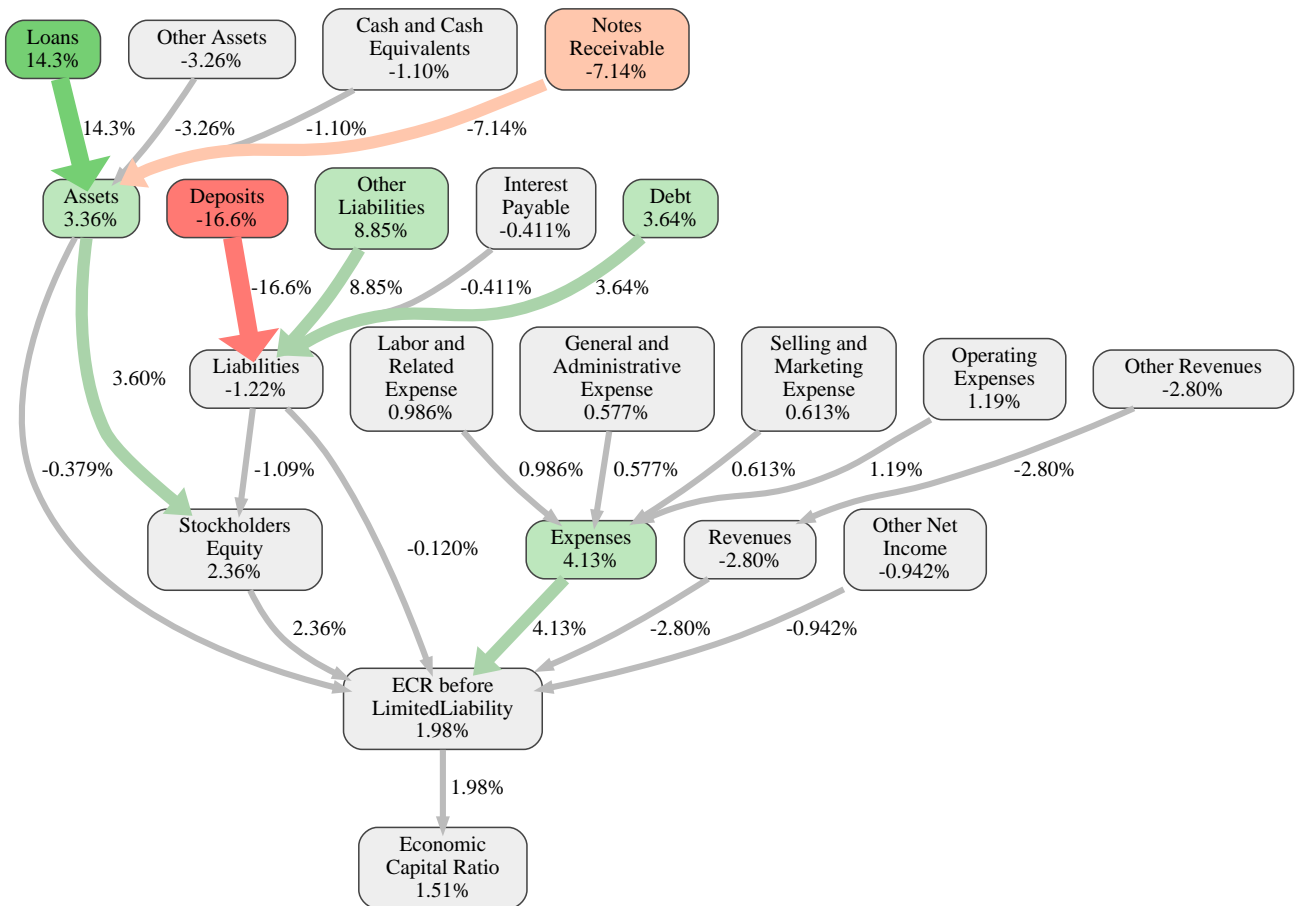 Loans
14.3%
Other Assets
-3.26%
Cash and Cash
Equivalents
-1.10%
Notes
Receivable
-7.14%
14.3%
-3.26%
-1.10%
-7.14%
Assets
3.36%
Deposits
-16.6%
Other
Liabilities
8.85%
Interest
Payable
-0.411%
Debt
3.64%
-16.6%
8.85%
-0.411%
3.64%
Liabilities
-1.22%
Labor and
Related
Expense
0.986%
General and
Administrative
Expense
0.577%
Selling and
Marketing
Expense
0.613%
Operating
Expenses
1.19%
Other Revenues
-2.80%
3.60%
-0.379%
-1.09%
0.986%
0.577%
0.613%
1.19%
-2.80%
Stockholders
Equity
2.36%
-0.120%
Expenses
4.13%
Revenues
-2.80%
Other Net
Income
-0.942%
2.36%
4.13%
-2.80%
-0.942%
ECR before
LimitedLiability
1.98%
1.98%
Economic
Capital Ratio
1.51%